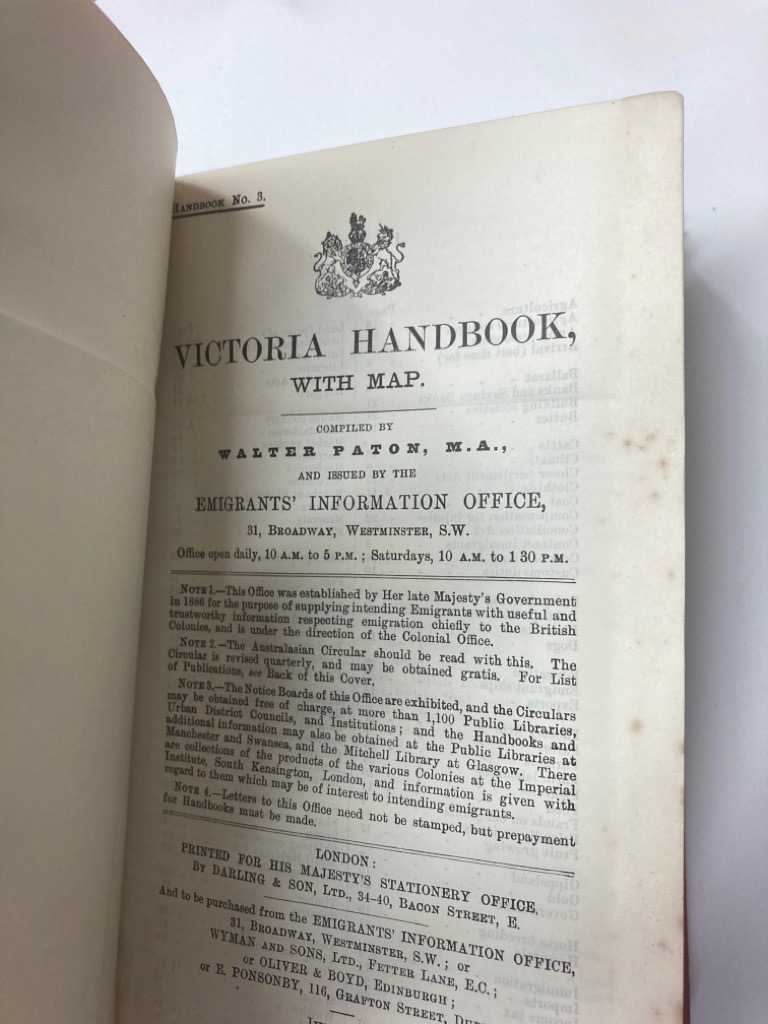 HANDBOOK NO. 3.
VICTORIA HANDBOOK,
WITH MAP.
COMPILED BY
WALTER PATON, M.A.,
AND ISSUED BY THE
EMIGRANTS' INFORMATION OFFICE,
31, BROADWAY, WESTMINSTER, S.W.
Office open daily, 10 A.M. to 5 P.M.; Saturdays, 10 A.M. to 1 30 P.M.
NOTE 1.—This Office was established by Her late Majesty's Government
in 1886 for the purpose of supplying intending Emigrants with useful and
trustworthy information respecting emigration chiefly to the British
Colonies, and is under the direction of the Colonial Office.
NOTE 2.—The Australasian Circular should be read with this. The
Circular is revised quarterly, and may be obtained gratis. For List
of Publications, see Back of this Cover.
NOTE 3.—The Notice Boards of this Office are exhibited, and the Circulars
may be obtained free of charge, at more than 1,100 Public Libraries,
Urban District Councils, and Institutions; and the Handbooks and
additional information may also be obtained at the Public Libraries at
Manchester and Swansea, and the Mitchell Library at Glasgow. There
are collections of the products of the various Colonies at the Imperial
Institute, South Kensington, London, and information is given with
regard to them which may be of interest to intending emigrants.
NOTE 4.—Letters to this Office need not be stamped, but prepayment
for Handbooks must be made.
LONDON:
PRINTED FOR HIS MAJESTY'S STATIONERY OFFICE,
BY DARLING & SON, LTD., 34-40, BACON STREET, E.
And to be purchased from the EMIGRANTS' INFORMATION OFFICE,
31, BROADWAY, WESTMINSTER, S.W.; or
WYMAN AND SONS, LTD., FETTER LANE, E.C.;
or OLIVER & BOYD, EDINBURGH;
or E. PONSONBY, 116, GRAFTON STREET,